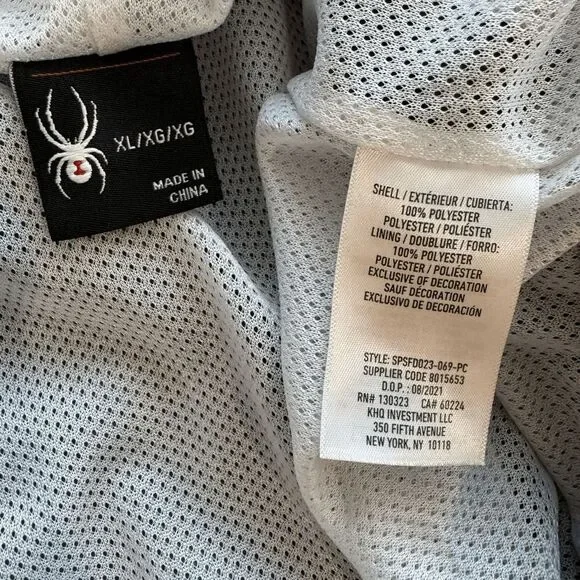 XL/XG/XG
MADE IN
CHINA
SHELL / EXTÉRIEUR / CUBIERTA:
100% POLYESTER
POLYESTER / POLIÉSTER
LINING / DOUBLURE / FORRO:
100% POLYESTER
POLYESTER / POLIÉSTER
EXCLUSIVE OF DECORATION
SAUF DÉCORATION
EXCLUSIVO DE DECORACIÓN
STYLE: SPSFD023-069-PC
SUPPLIER CODE 8015653
D.O.P.: 08/2021
RN# 130323 CA# 60224
KHQ INVESTMENT LLC
350 FIFTH AVENUE
NEW YORK, NY 10118